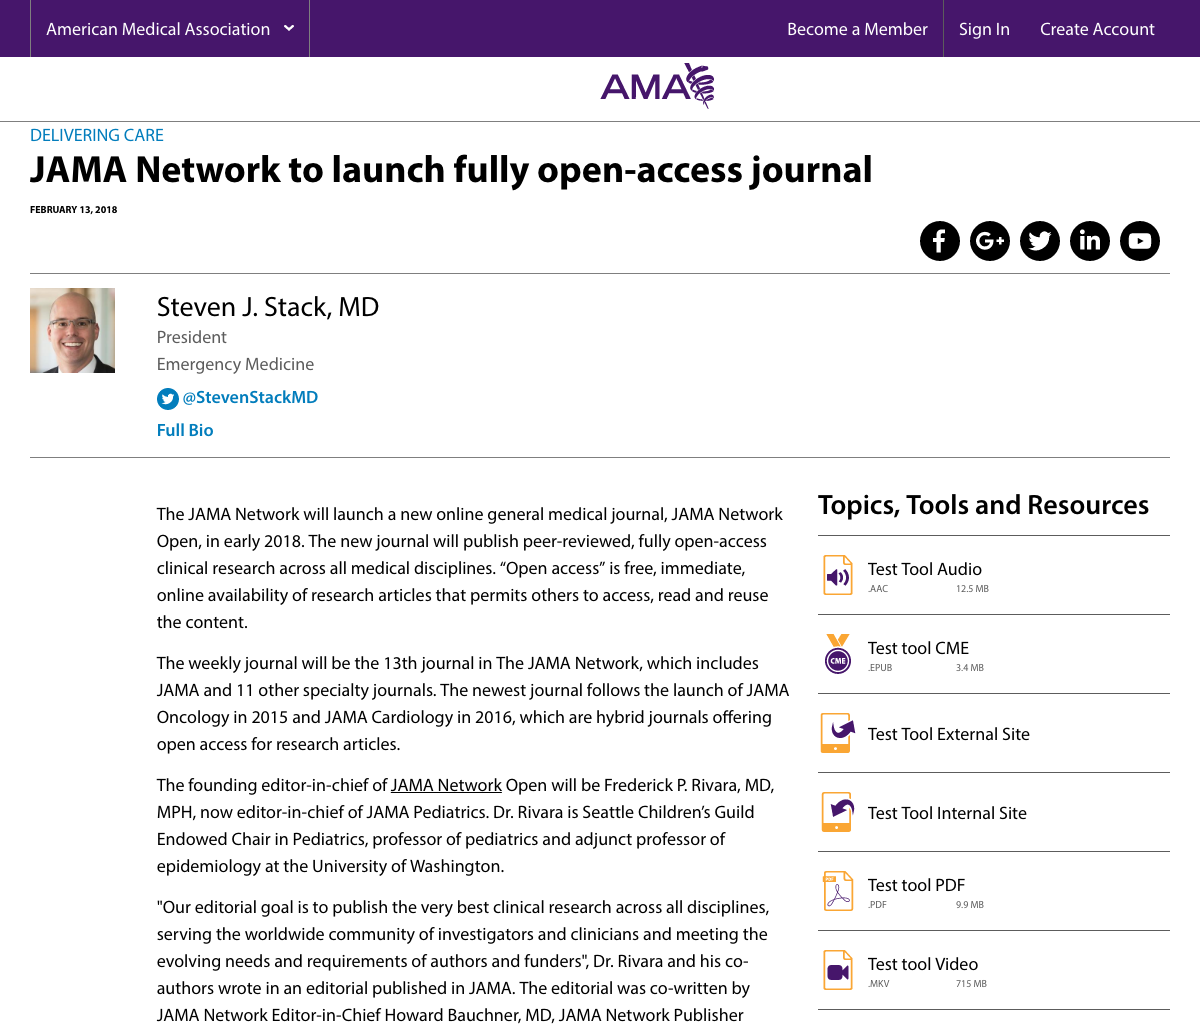 American Medical Association
Become a Member
Sign In
Create Account
AMA
DELIVERING CARE
JAMA Network to launch fully open-access journal
FEBRUARY 13, 2018
Steven J. Stack, MD
President
Emergency Medicine
@StevenStackMD
Full Bio
The JAMA Network will launch a new online general medical journal, JAMA Network
Open, in early 2018. The new journal will publish peer-reviewed, fully open-access
clinical research across all medical disciplines. “Open access” is free, immediate,
online availability of research articles that permits others to access, read and reuse
the content.
The weekly journal will be the 13th journal in The JAMA Network, which includes
JAMA and 11 other specialty journals. The newest journal follows the launch of JAMA
Oncology in 2015 and JAMA Cardiology in 2016, which are hybrid journals offering
open access for research articles.
The founding editor-in-chief of JAMA Network Open will be Frederick P. Rivara, MD,
MPH, now editor-in-chief of JAMA Pediatrics. Dr. Rivara is Seattle Children’s Guild
Endowed Chair in Pediatrics, professor of pediatrics and adjunct professor of
epidemiology at the University of Washington.
"Our editorial goal is to publish the very best clinical research across all disciplines,
serving the worldwide community of investigators and clinicians and meeting the
evolving needs and requirements of authors and funders", Dr. Rivara and his co-
authors wrote in an editorial published in JAMA. The editorial was co-written by
JAMA Network Editor-in-Chief Howard Bauchner, MD, JAMA Network Publisher
Topics, Tools and Resources
Test Tool Audio
.AAC 12.5 MB
CME
Test tool CME
.EPUB 3.4 MB
Test Tool External Site
Test Tool Internal Site
PDF
Test tool PDF
.PDF 9.9 MB
Test tool Video
.MKV 715 MB